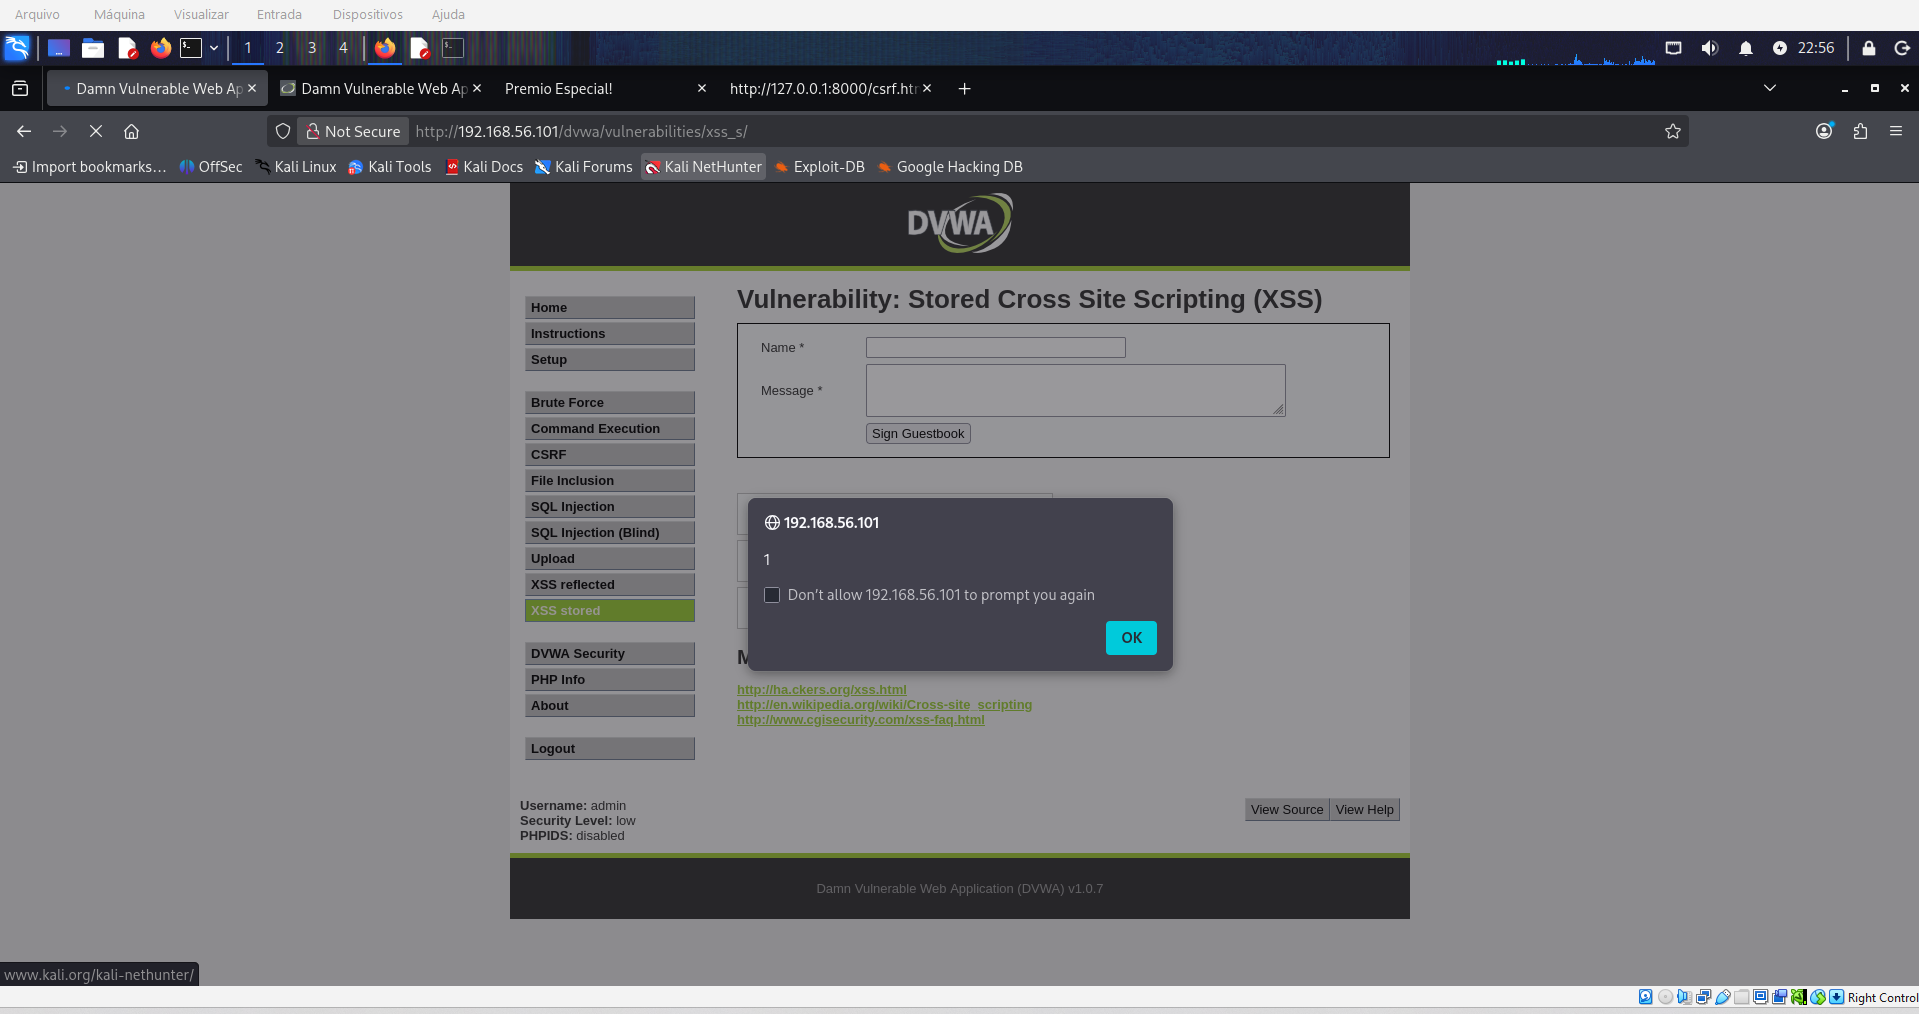 Arquivo Máquina Visualizar Entrada Dispositivos Ajuda
1 2 3 4 22:56
Damn Vulnerable Web Ap Damn Vulnerable Web Ap Premio Especial! http://127.0.0.1:8000/csrf.htr
Not Secure http://192.168.56.101/dvwa/vulnerabilities/xss_s/
Import bookmarks... OffSec Kali Linux Kali Tools Kali Docs Kali Forums Kali NetHunter Exploit-DB Google Hacking DB
DVWA
Home
Instructions
Setup
Brute Force
Command Execution
CSRF
File Inclusion
SQL Injection
SQL Injection (Blind)
Upload
XSS reflected
XSS stored
DVWA Security
PHP Info
About
Logout
Vulnerability: Stored Cross Site Scripting (XSS)
Name *
Message *
Sign Guestbook
192.168.56.101
1
Don't allow 192.168.56.101 to prompt you again
OK
M
http://ha.ckers.org/xss.html
http://en.wikipedia.org/wiki/Cross-site_scripting
http://www.cgisecurity.com/xss-faq.html
Username: admin
Security Level: low
PHPIDS: disabled
View Source View Help
Damn Vulnerable Web Application (DVWA) v1.0.7
www.kali.org/kali-nethunter/
Right Control